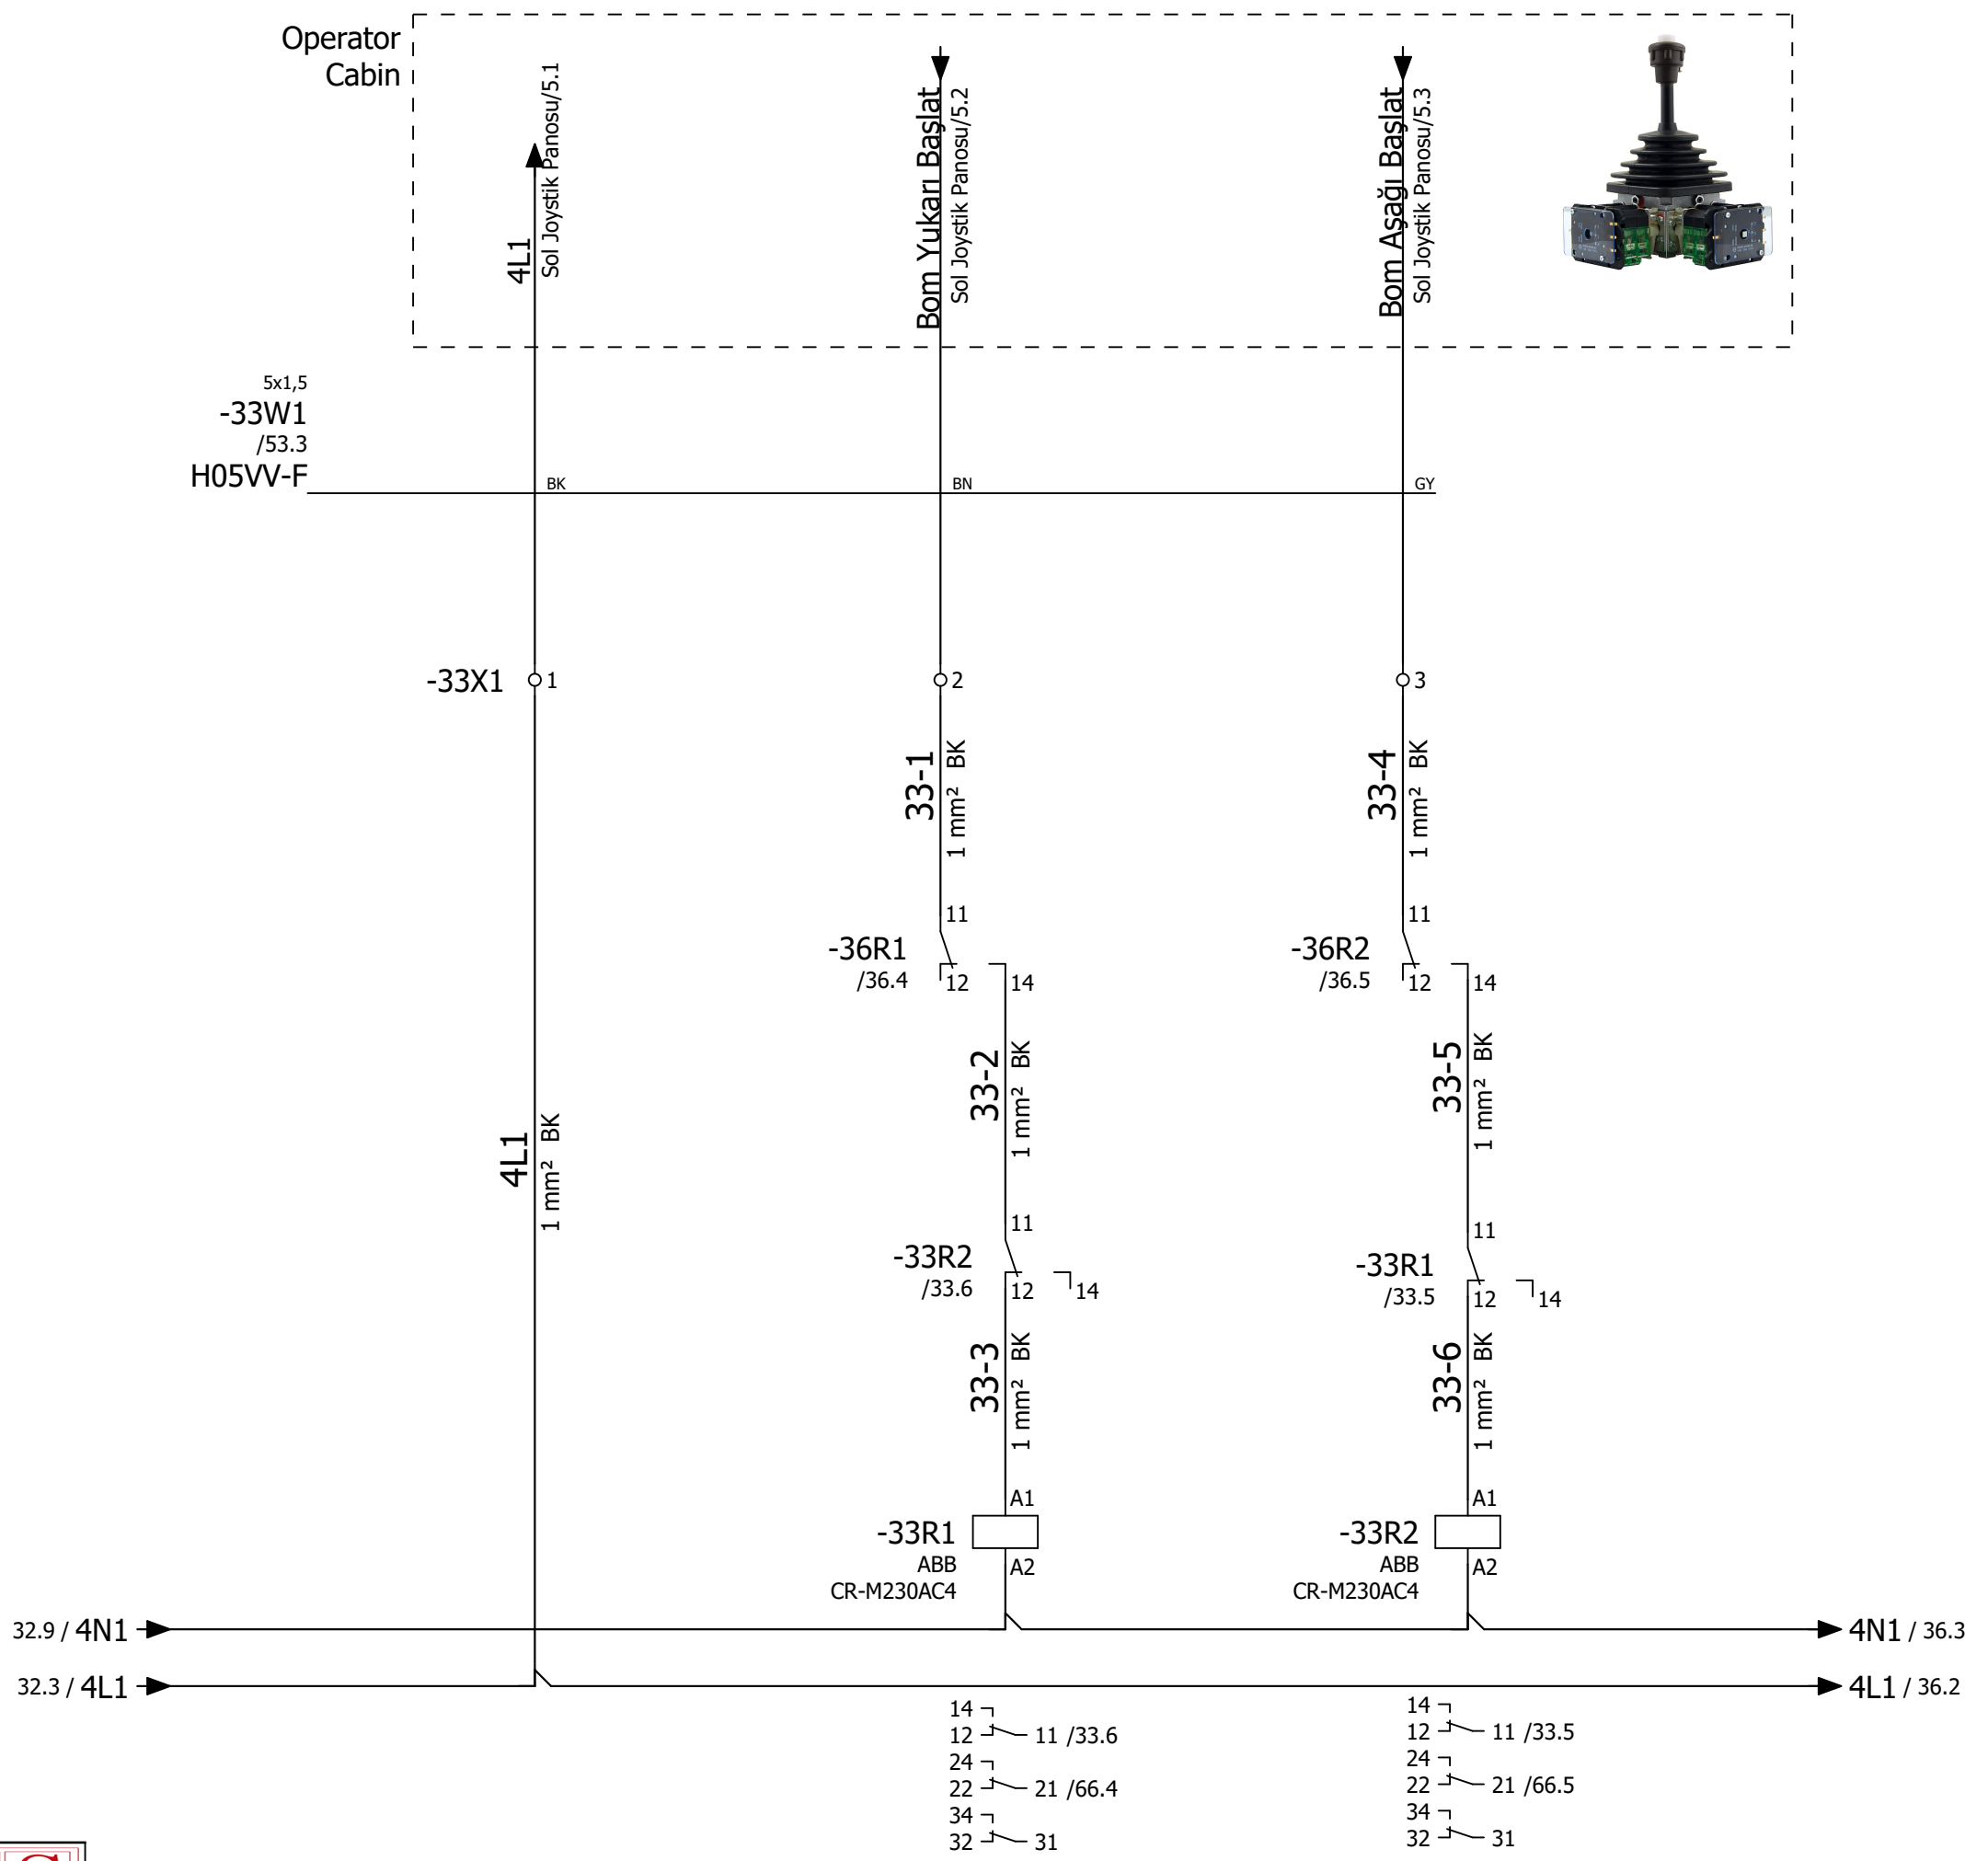 Operator
Cabin
4L1
Sol Joystik Panosu/5.1
Bom Yukarı Başlat
Sol Joystik Panosu/5.2
Bom Aşağı Başlat
Sol Joystik Panosu/5.3
5x1,5
-33W1
/53.3
H05VV-F
BK
BN
GY
-33X1
1
2
3
33-1
1 mm² BK
33-4
1 mm² BK
11
-36R1
/36.4
12
14
11
-36R2
/36.5
12
14
4L1
1 mm² BK
33-2
1 mm² BK
33-5
1 mm² BK
11
-33R2
/33.6
12
14
11
-33R1
/33.5
12
14
33-3
1 mm² BK
33-6
1 mm² BK
A1
-33R1
ABB
A2
CR-M230AC4
A1
-33R2
ABB
A2
CR-M230AC4
32.9 / 4N1
4N1 / 36.3
32.3 / 4L1
4L1 / 36.2
14
12 11 /33.6
24
22 21 /66.4
34
32 31
14
12 11 /33.5
24
22 21 /66.5
34
32 31